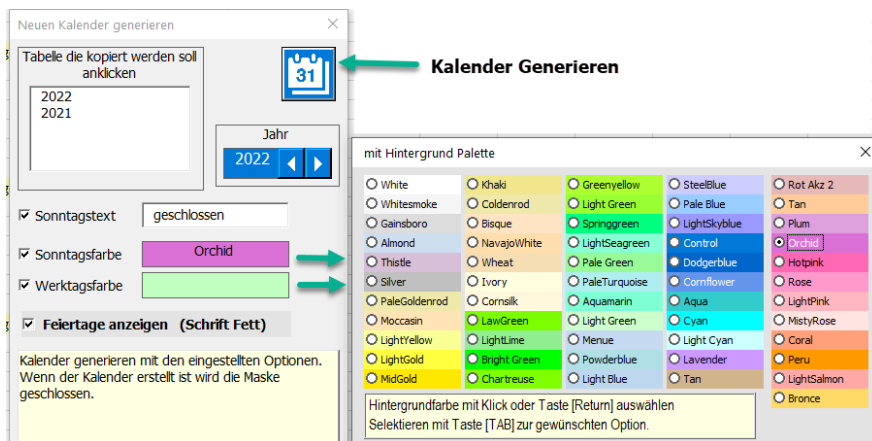 Neuen Kalender generieren
Tabelle die kopiert werden soll
anklicken
2022
2021
31
Kalender Generieren
Jahr
2022
Sonntagstext
geschlossen
Sonntagsfarbe
Orchid
Werktagsfarbe
Feiertage anzeigen (Schrift Fett)
Kalender generieren mit den eingestellten Optionen.
Wenn der Kalender erstellt ist wird die Maske
geschlossen.
mit Hintergrund Palette
White Khaki Greenyellow SteelBlue Rot Akz 2
Whitesmoke Coldenrod Light Green Pale Blue Tan
Gainsboro Bisque Springgreen LightSkyblue Plum
Almond NavajoWhite LightSeagreen Control Orchid
Thistle Wheat Pale Green Dodgerblue Hotpink
Silver Ivory PaleTurquoise Cornflower Rose
PaleGoldenrod Cornsilk Aquamarin Aqua LightPink
Moccasin LawGreen Light Green Cyan MistyRose
LightYellow LightLime Menue Light Cyan Coral
LightGold Bright Green Powderblue Lavender Peru
MidGold Chartreuse Light Blue Tan LightSalmon
Bronce
Hintergrundfarbe mit Klick oder Taste [Return] auswählen
Selektieren mit Taste [TAB] zur gewünschten Option.